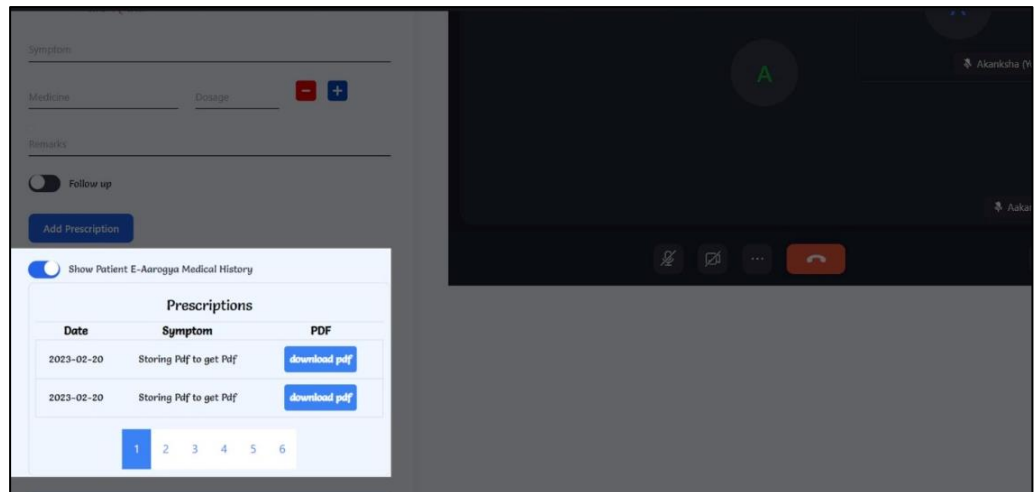 Symptom
Medicine Dosage
Remarks
Follow up
Add Prescription
Show Patient E-Aarogya Medical History
Prescriptions
Date Symptom PDF
2023-02-20 Storing Pdf to get Pdf download pdf
2023-02-20 Storing Pdf to get Pdf download pdf
1 2 3 4 5 6
A
Akanksha